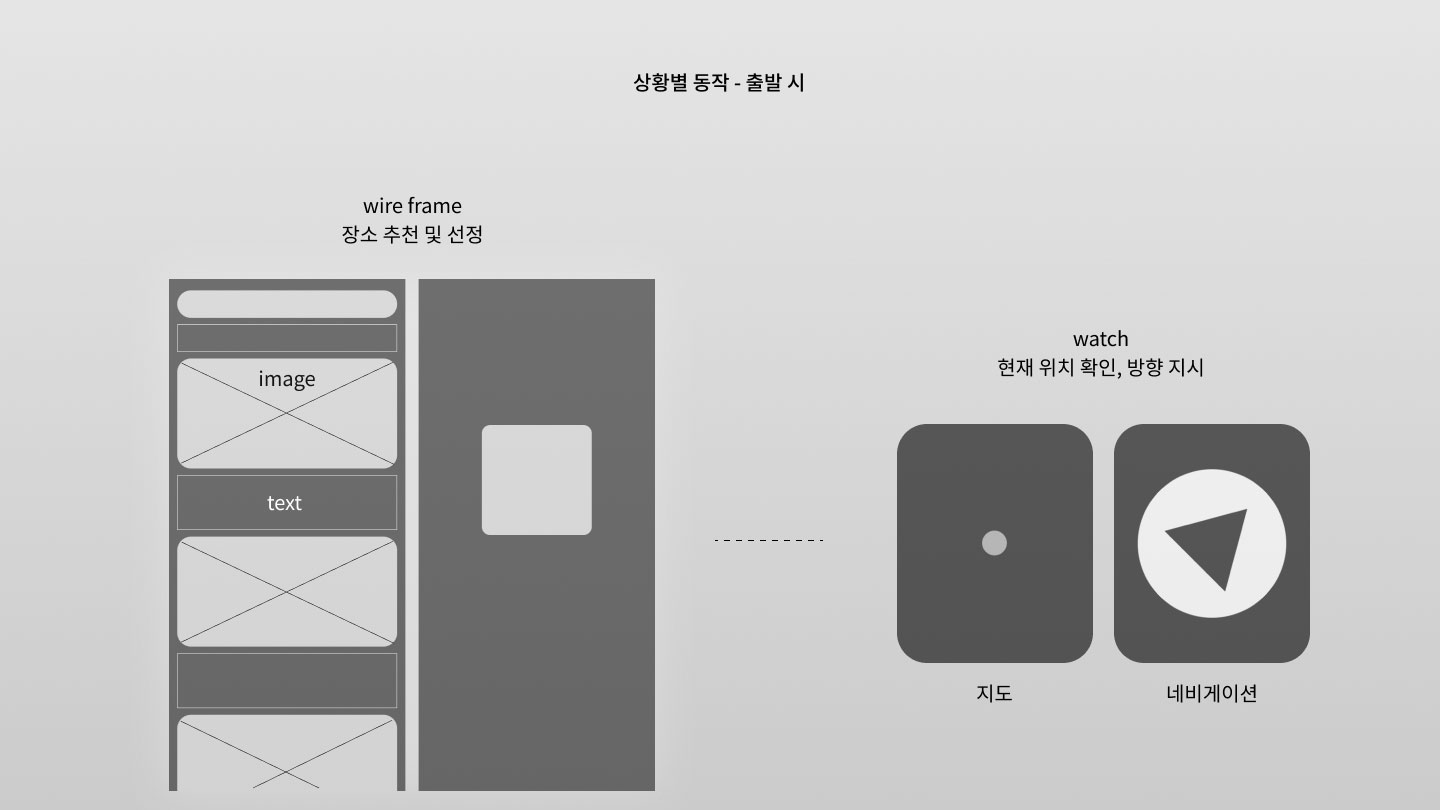 상황별 동작 - 출발 시
wire frame
장소 추천 및 선정
image
text
watch
현재 위치 확인, 방향 지시
지도
네비게이션